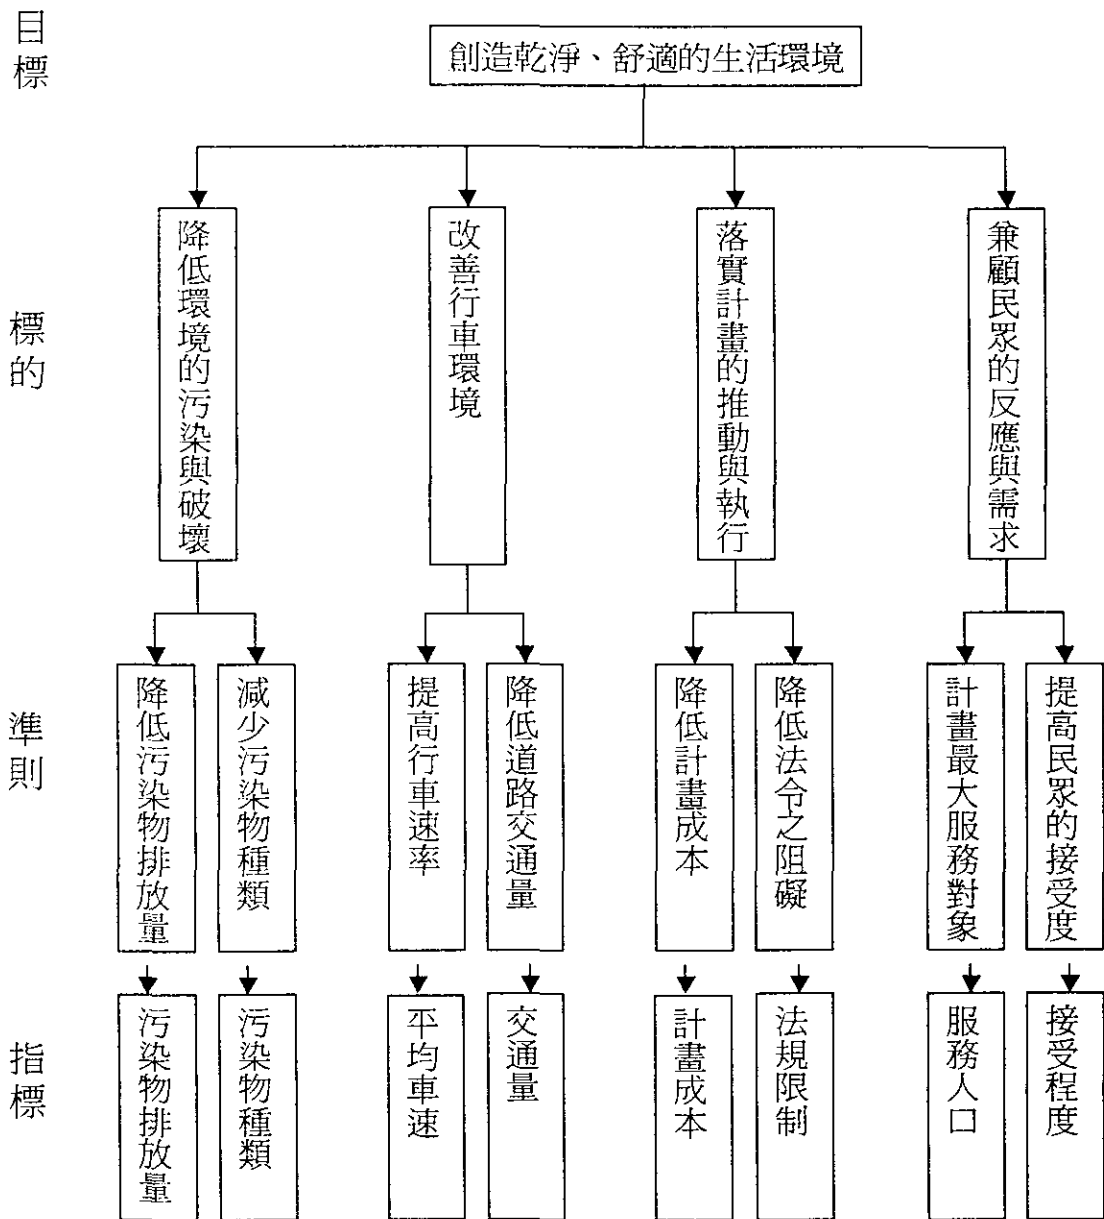 目標
創造乾淨、舒適的生活環境
標的
降低環境的污染與破壞
改善行車環境
落實計畫的推動與執行
兼顧民眾的反應與需求
準則
降低污染物排放量
減少污染物種類
提高行車速率
降低道路交通量
降低計畫成本
降低法令之阻礙
計畫最大服務對象
提高民眾的接受度
指標
污染物排放量
污染物種類
平均車速
交通量
計畫成本
法規限制
服務人口
接受程度